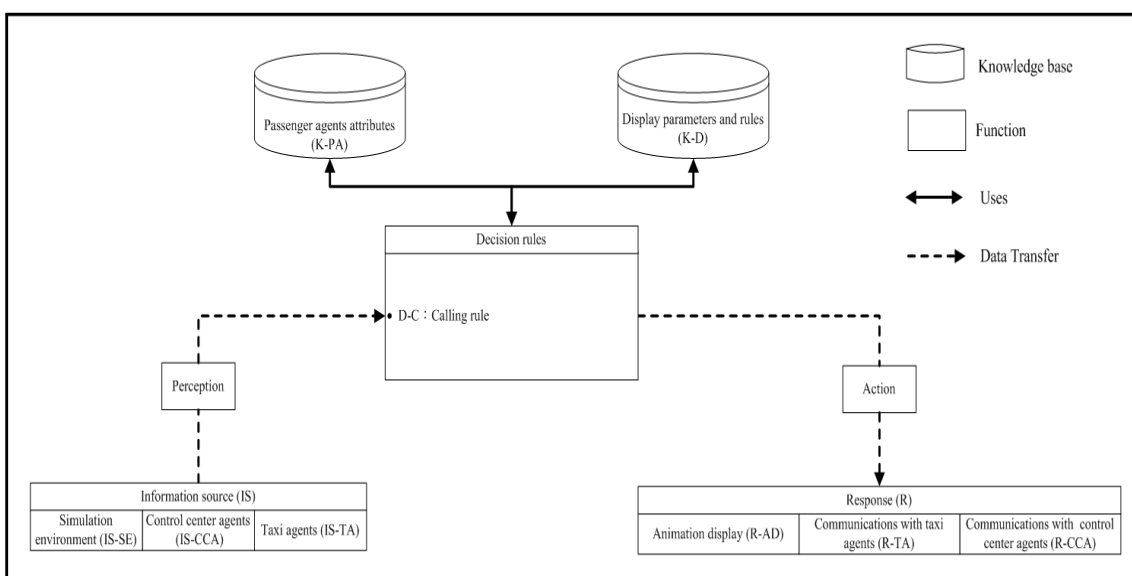 Passenger agents attributes
(K-PA)
Display parameters and rules
(K-D)
Knowledge base
Function
Uses
Data Transfer
Decision rules
D-C：Calling rule
Perception
Action
Information source (IS)
Simulation
environment (IS-SE)
Control center agents
(IS-CCA)
Taxi agents (IS-TA)
Response (R)
Animation display (R-AD)
Communications with taxi
agents (R-TA)
Communications with control
center agents (R-CCA)